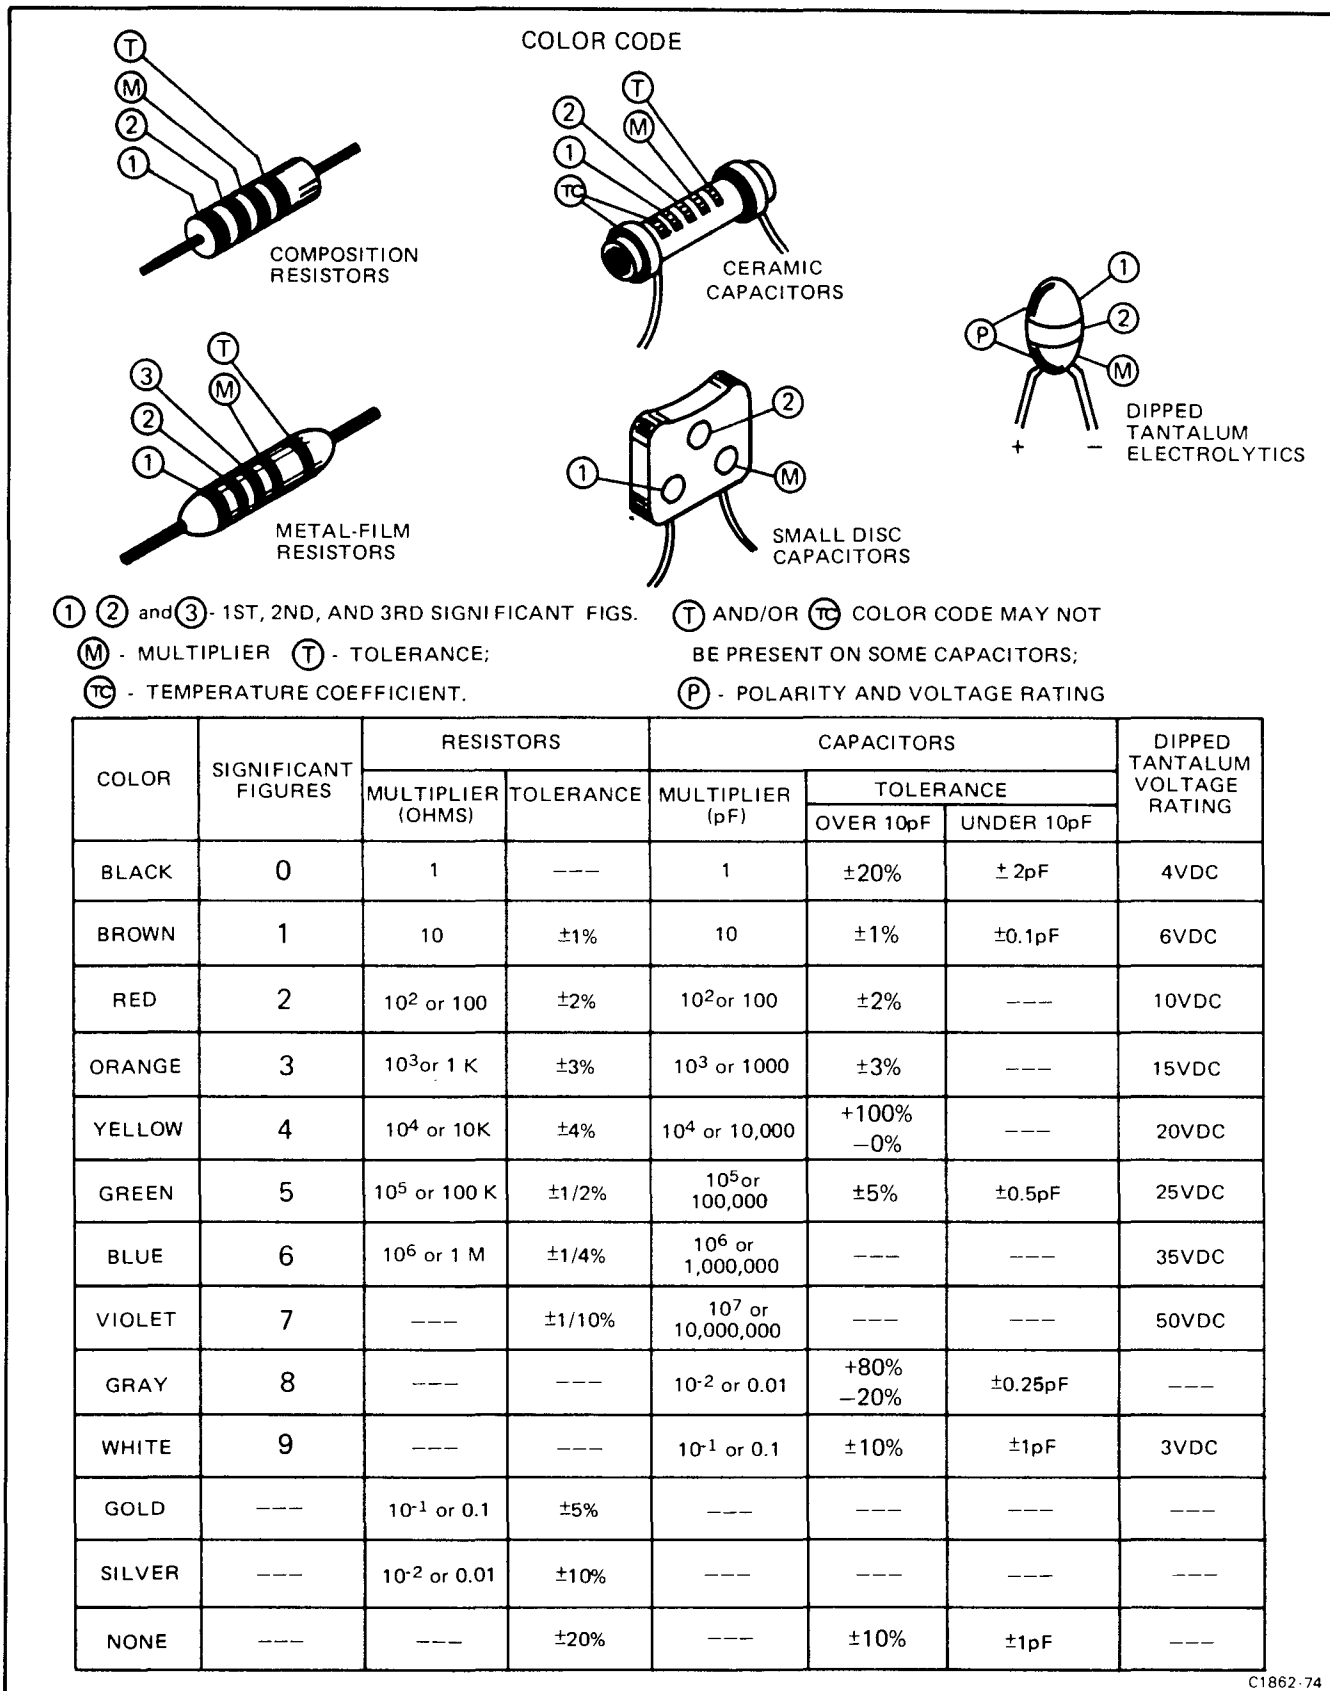 COLOR CODE
T
M
2
1
COMPOSITION
RESISTORS
T
2
M
1
TC
CERAMIC
CAPACITORS
1
2
P
M
+ −
DIPPED
TANTALUM
ELECTROLYTICS
T
3
M
2
1
METAL-FILM
RESISTORS
2
1
M
SMALL DISC
CAPACITORS
1 2 and 3 - 1ST, 2ND, AND 3RD SIGNIFICANT FIGS.
M - MULTIPLIER T - TOLERANCE;
TC - TEMPERATURE COEFFICIENT.
T AND/OR TC COLOR CODE MAY NOT
BE PRESENT ON SOME CAPACITORS;
P - POLARITY AND VOLTAGE RATING
COLOR
SIGNIFICANT
FIGURES
RESISTORS
MULTIPLIER
(OHMS)
TOLERANCE
CAPACITORS
MULTIPLIER
(pF)
TOLERANCE
OVER 10pF UNDER 10pF
DIPPED
TANTALUM
VOLTAGE
RATING
BLACK 0 1 --- 1 ±20% ± 2pF 4VDC
BROWN 1 10 ±1% 10 ±1% ±0.1pF 6VDC
RED 2 10² or 100 ±2% 10² or 100 ±2% --- 10VDC
ORANGE 3 10³ or 1 K ±3% 10³ or 1000 ±3% --- 15VDC
YELLOW 4 10⁴ or 10K ±4% 10⁴ or 10,000 +100% −0% --- 20VDC
GREEN 5 10⁵ or 100 K ±1/2% 10⁵ or 100,000 ±5% ±0.5pF 25VDC
BLUE 6 10⁶ or 1 M ±1/4% 10⁶ or 1,000,000 --- --- 35VDC
VIOLET 7 --- ±1/10% 10⁷ or 10,000,000 --- --- 50VDC
GRAY 8 --- --- 10⁻² or 0.01 +80% −20% ±0.25pF ---
WHITE 9 --- --- 10⁻¹ or 0.1 ±10% ±1pF 3VDC
GOLD --- 10⁻¹ or 0.1 ±5% --- --- --- ---
SILVER --- 10⁻² or 0.01 ±10% --- --- --- ---
NONE --- --- ±20% --- ±10% ±1pF ---
C1862-74